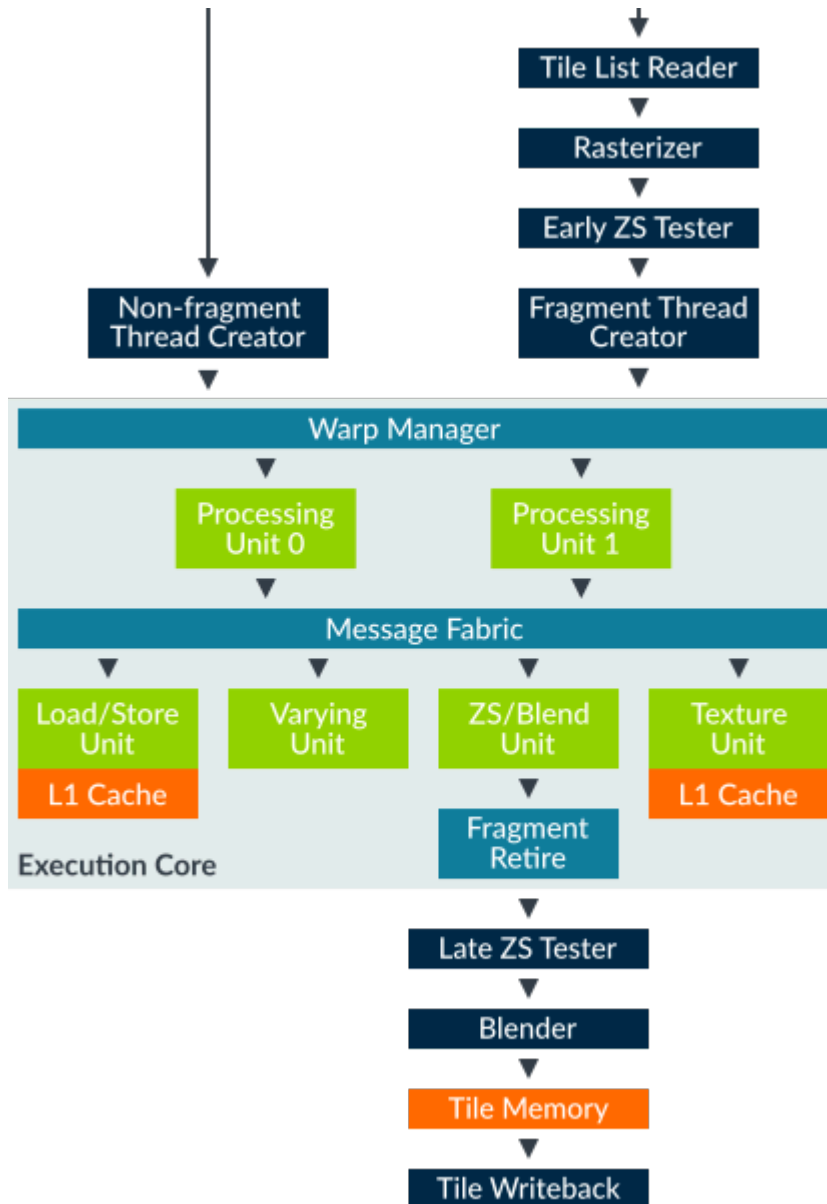 Tile List Reader
Rasterizer
Early ZS Tester
Non-fragment
Thread Creator
Fragment Thread
Creator
Warp Manager
Processing
Unit 0
Processing
Unit 1
Message Fabric
Load/Store
Unit
L1 Cache
Varying
Unit
ZS/Blend
Unit
Texture
Unit
L1 Cache
Fragment
Retire
Execution Core
Late ZS Tester
Blender
Tile Memory
Tile Writeback